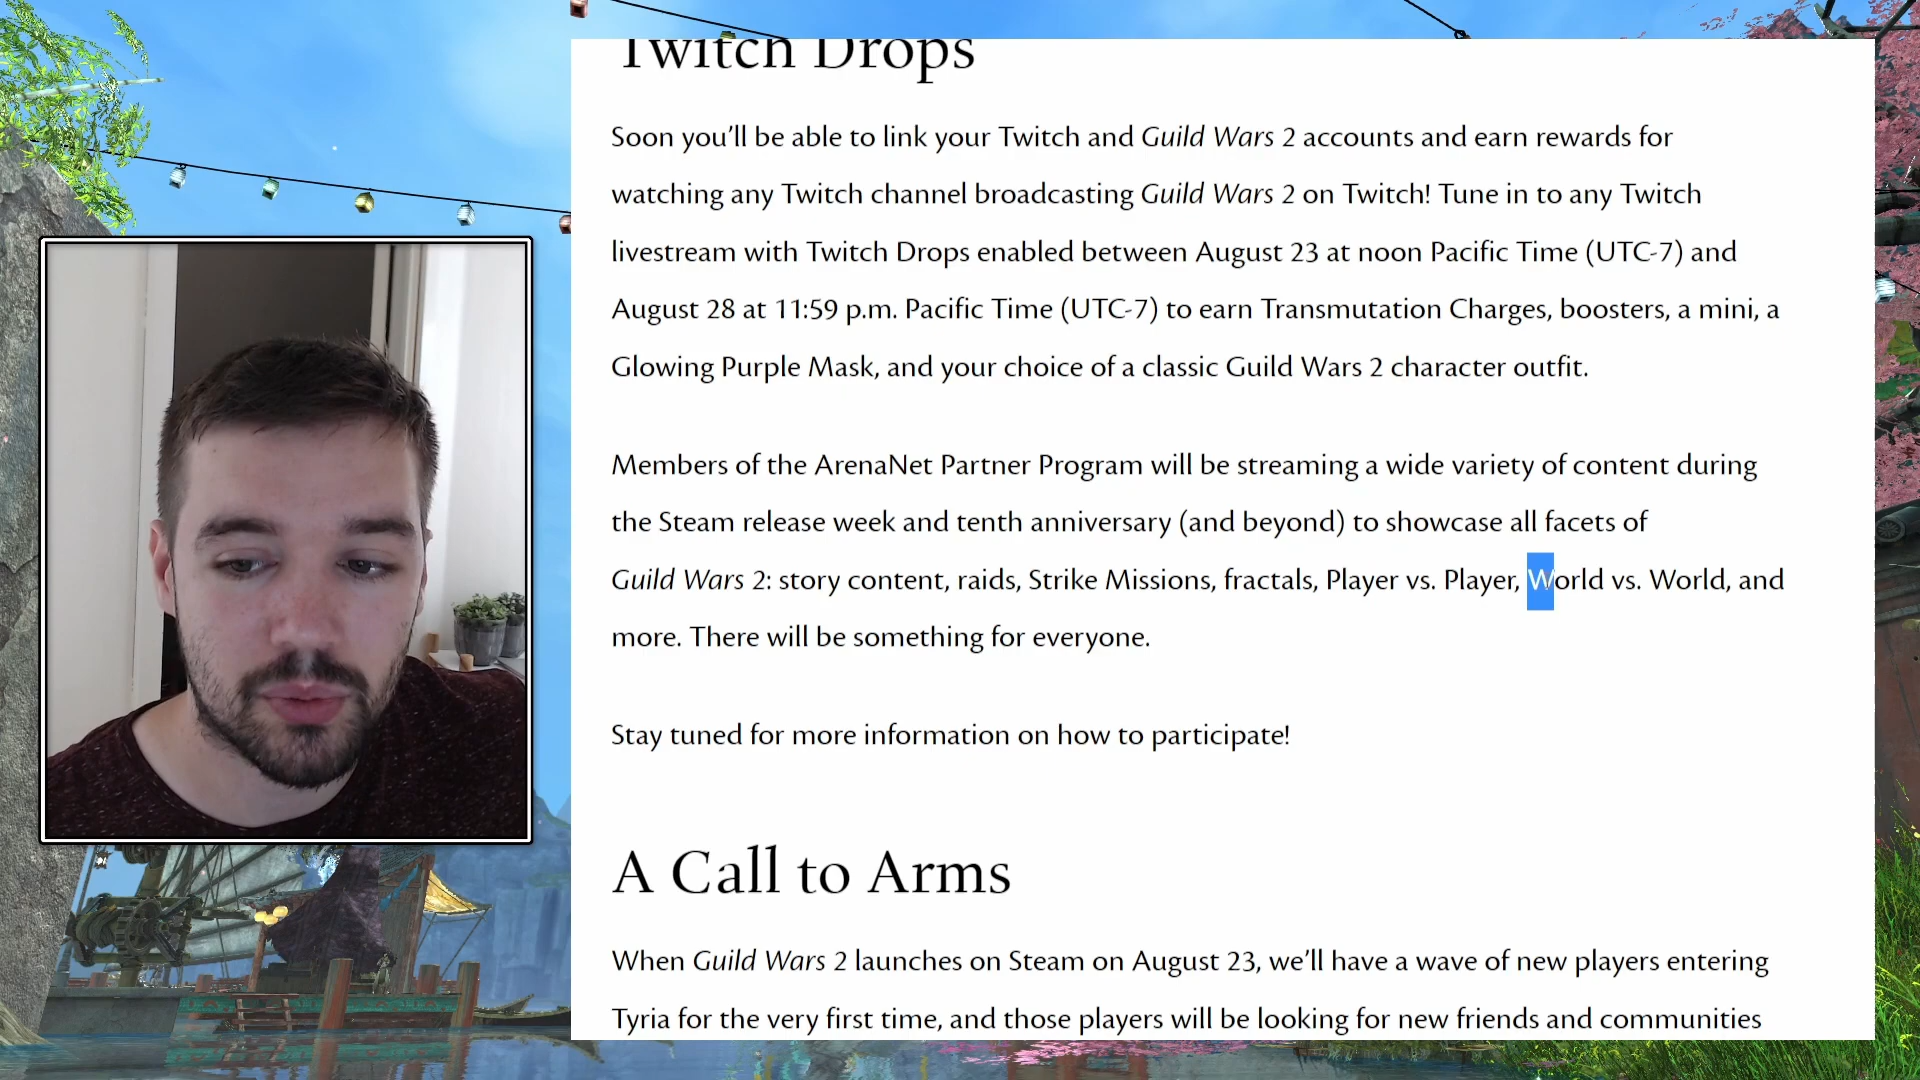 Twitch Drops
Soon you’ll be able to link your Twitch and Guild Wars 2 accounts and earn rewards for
watching any Twitch channel broadcasting Guild Wars 2 on Twitch! Tune in to any Twitch
livestream with Twitch Drops enabled between August 23 at noon Pacific Time (UTC-7) and
August 28 at 11:59 p.m. Pacific Time (UTC-7) to earn Transmutation Charges, boosters, a mini, a
Glowing Purple Mask, and your choice of a classic Guild Wars 2 character outfit.
Members of the ArenaNet Partner Program will be streaming a wide variety of content during
the Steam release week and tenth anniversary (and beyond) to showcase all facets of
Guild Wars 2: story content, raids, Strike Missions, fractals, Player vs. Player, World vs. World, and
more. There will be something for everyone.
Stay tuned for more information on how to participate!
A Call to Arms
When Guild Wars 2 launches on Steam on August 23, we’ll have a wave of new players entering
Tyria for the very first time, and those players will be looking for new friends and communities